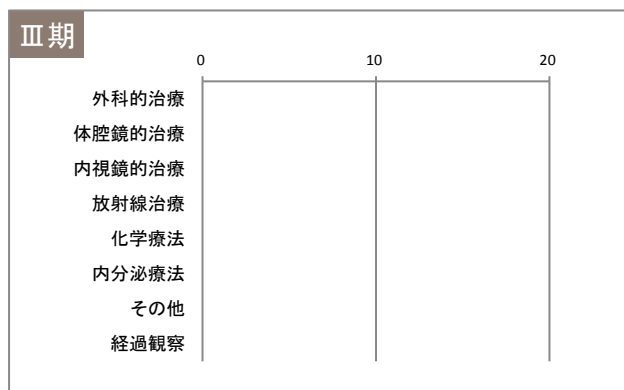 Ⅲ期
0 10 20
外科的治療
体腔鏡的治療
内視鏡的治療
放射線治療
化学療法
内分泌療法
その他
経過観察